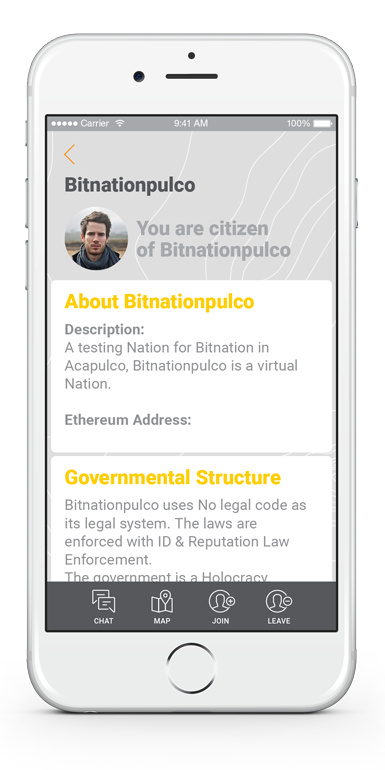 Carrier 9:41 AM 100%
Bitnationpulco
You are citizen
of Bitnationpulco
About Bitnationpulco
Description:
A testing Nation for Bitnation in
Acapulco, Bitnationpulco is a virtual
Nation.
Ethereum Address:
Governmental Structure
Bitnationpulco uses No legal code as
its legal system. The laws are
enforced with ID & Reputation Law
Enforcement.
The government is a Holocracy
CHAT MAP JOIN LEAVE